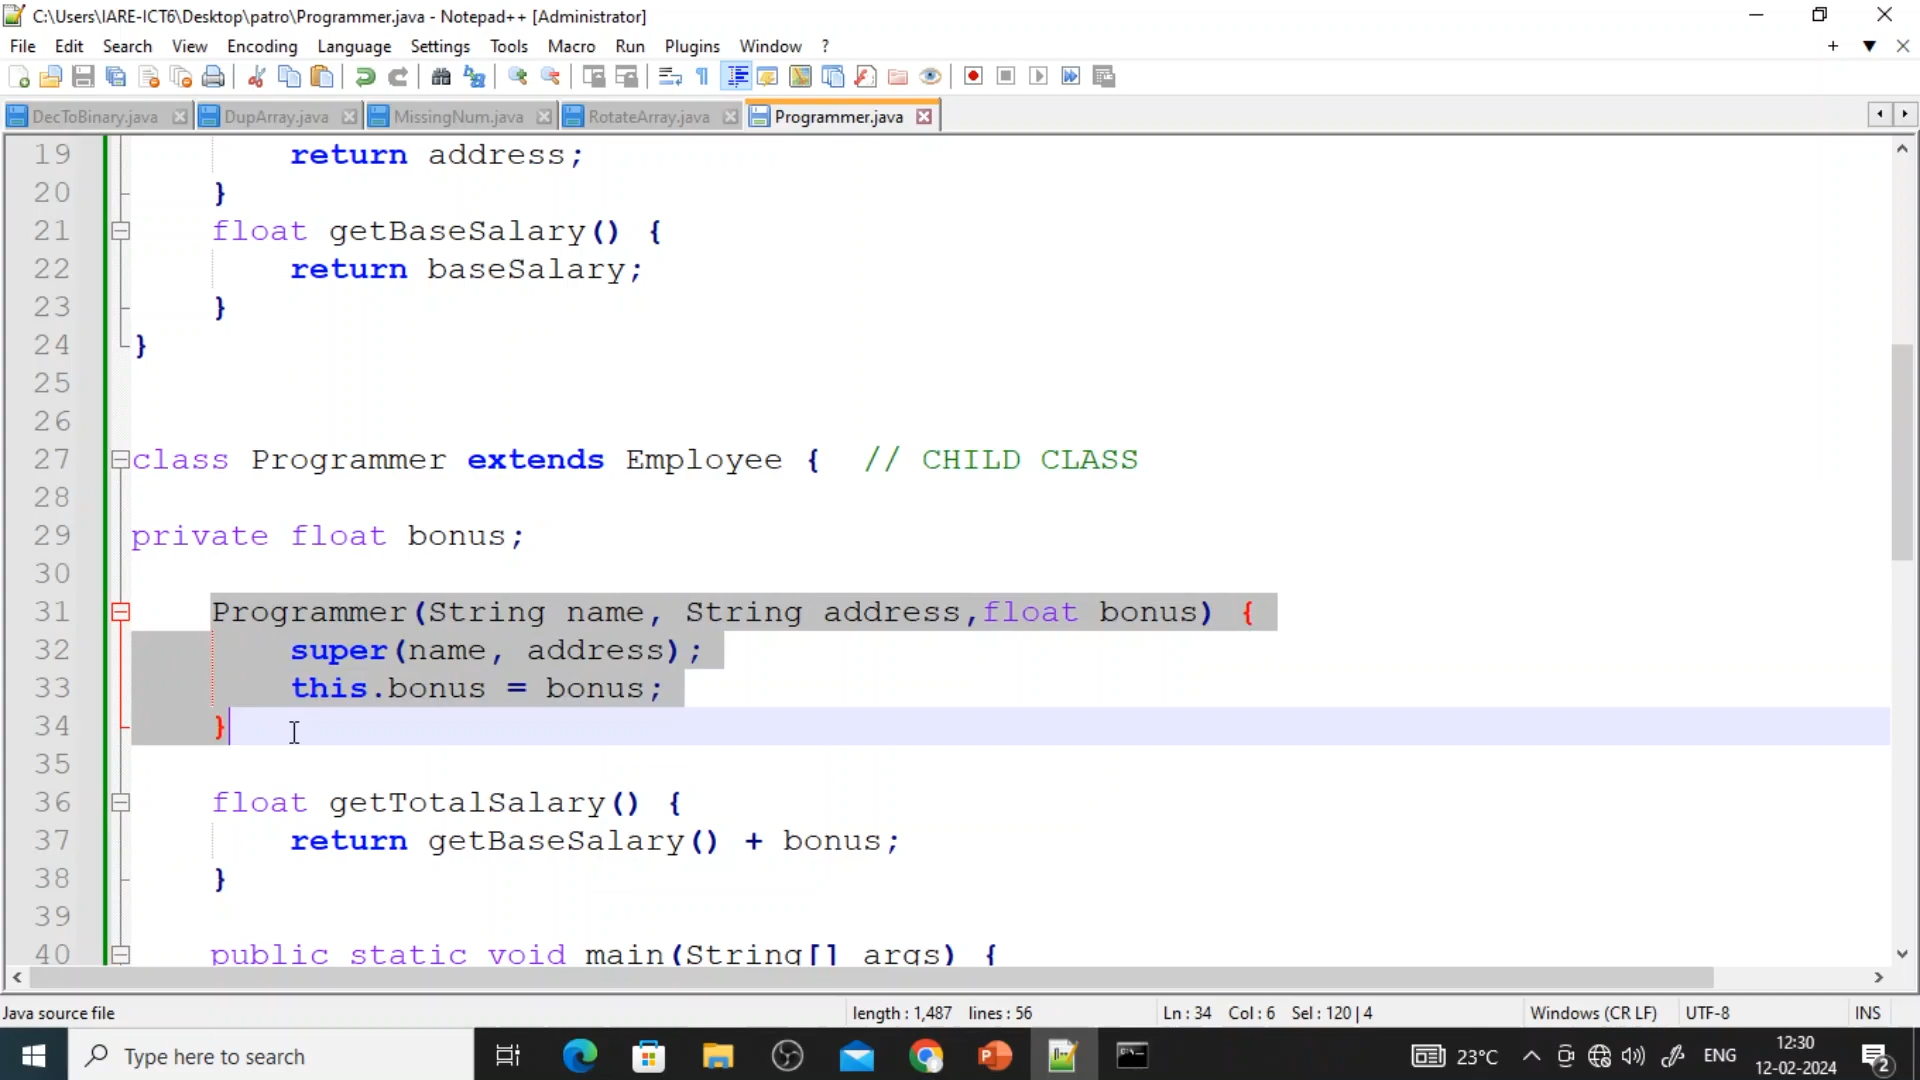 C:\Users\IARE-ICT6\Desktop\patro\Programmer.java - Notepad++ [Administrator]
File Edit Search View Encoding Language Settings Tools Macro Run Plugins Window ?
DecToBinary.java DupArray.java MissingNum.java RotateArray.java Programmer.java
19 return address;
20 }
21 float getBaseSalary() {
22 return baseSalary;
23 }
24 }
25
26
27 class Programmer extends Employee { // CHILD CLASS
28
29 private float bonus;
30
31 Programmer(String name, String address,float bonus) {
32 super(name, address);
33 this.bonus = bonus;
34 }
35
36 float getTotalSalary() {
37 return getBaseSalary() + bonus;
38 }
39
40 public static void main(String[] args) {
Java source file length : 1,487 lines : 56 Ln : 34 Col : 6 Sel : 120 | 4 Windows (CR LF) UTF-8 INS
Type here to search 23°C ENG 12:30
12-02-2024 2